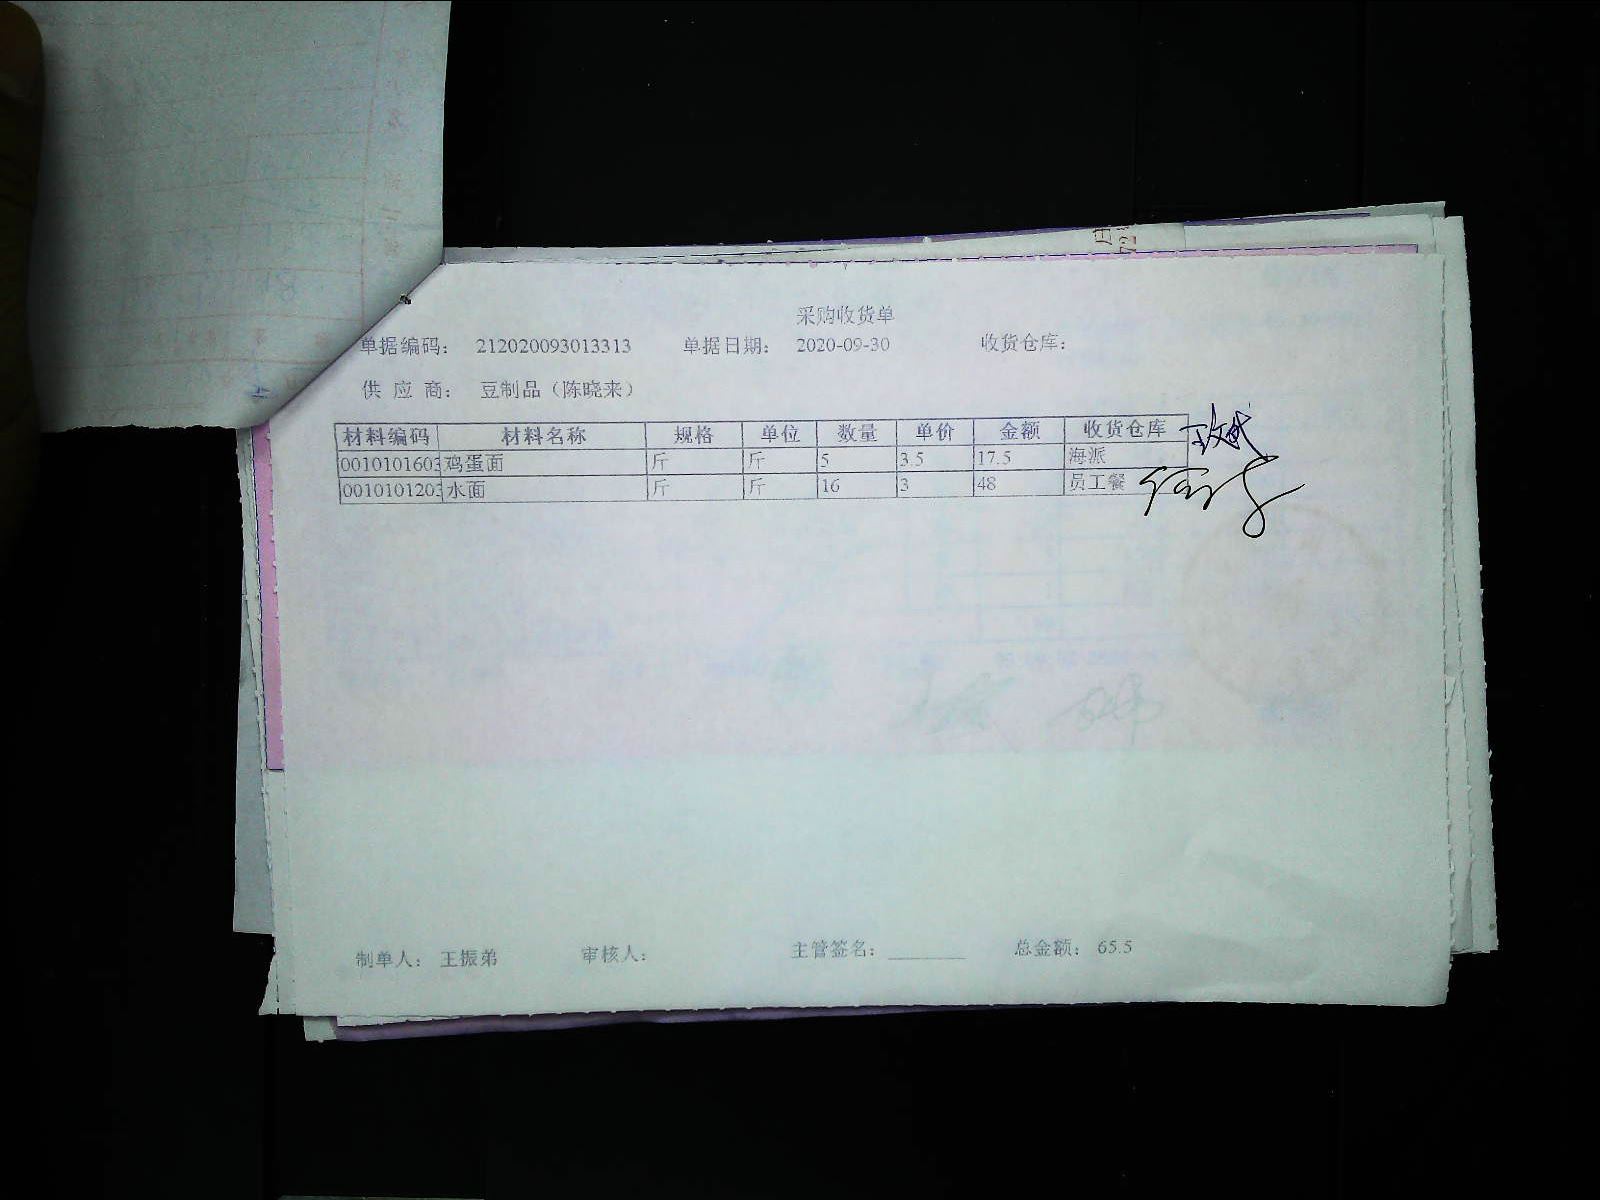 采购收货单
单据编码： 212020093013313 单据日期： 2020-09-30 收货仓库：
供 应 商： 豆制品（陈晓来）
材料编码 材料名称 规格 单位 数量 单价 金额 收货仓库
0010101603 鸡蛋面 斤 斤 5 3.5 17.5 海派
0010101203 水面 斤 斤 16 3 48 员工餐
制单人： 王振弟 审核人： 主管签名： 总金额： 65.5